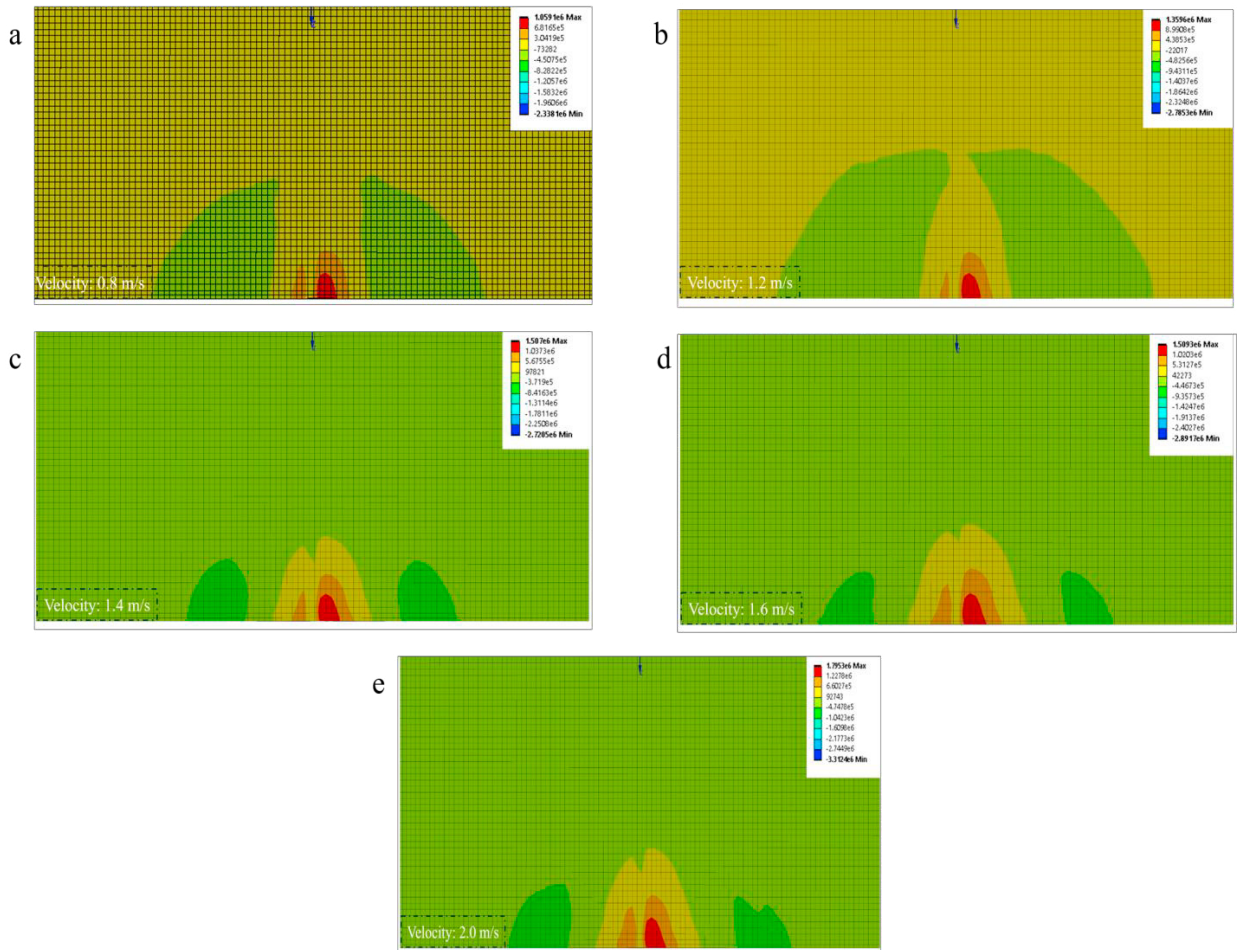 a
1.0591e6 Max
6.8165e5
3.0419e5
-73282
-4.5075e5
-8.2822e5
-1.2057e6
-1.5832e6
-1.9606e6
-2.3381e6 Min
Velocity: 0.8 m/s
b
1.3596e6 Max
8.9908e5
4.3853e5
-22017
-4.8256e5
-9.4311e5
-1.4037e6
-1.8642e6
-2.3248e6
-2.7853e6 Min
Velocity: 1.2 m/s
c
1.507e6 Max
1.0373e6
5.6755e5
97821
-3.719e5
-8.4163e5
-1.3114e6
-1.7811e6
-2.2508e6
-2.7205e6 Min
Velocity: 1.4 m/s
d
1.5093e6 Max
1.0203e6
5.3127e5
42273
-4.4673e5
-9.3573e5
-1.4247e6
-1.9137e6
-2.4027e6
-2.8917e6 Min
Velocity: 1.6 m/s
e
1.7953e6 Max
1.2278e6
6.6027e5
92743
-4.7478e5
-1.0423e6
-1.6098e6
-2.1773e6
-2.7449e6
-3.3124e6 Min
Velocity: 2.0 m/s